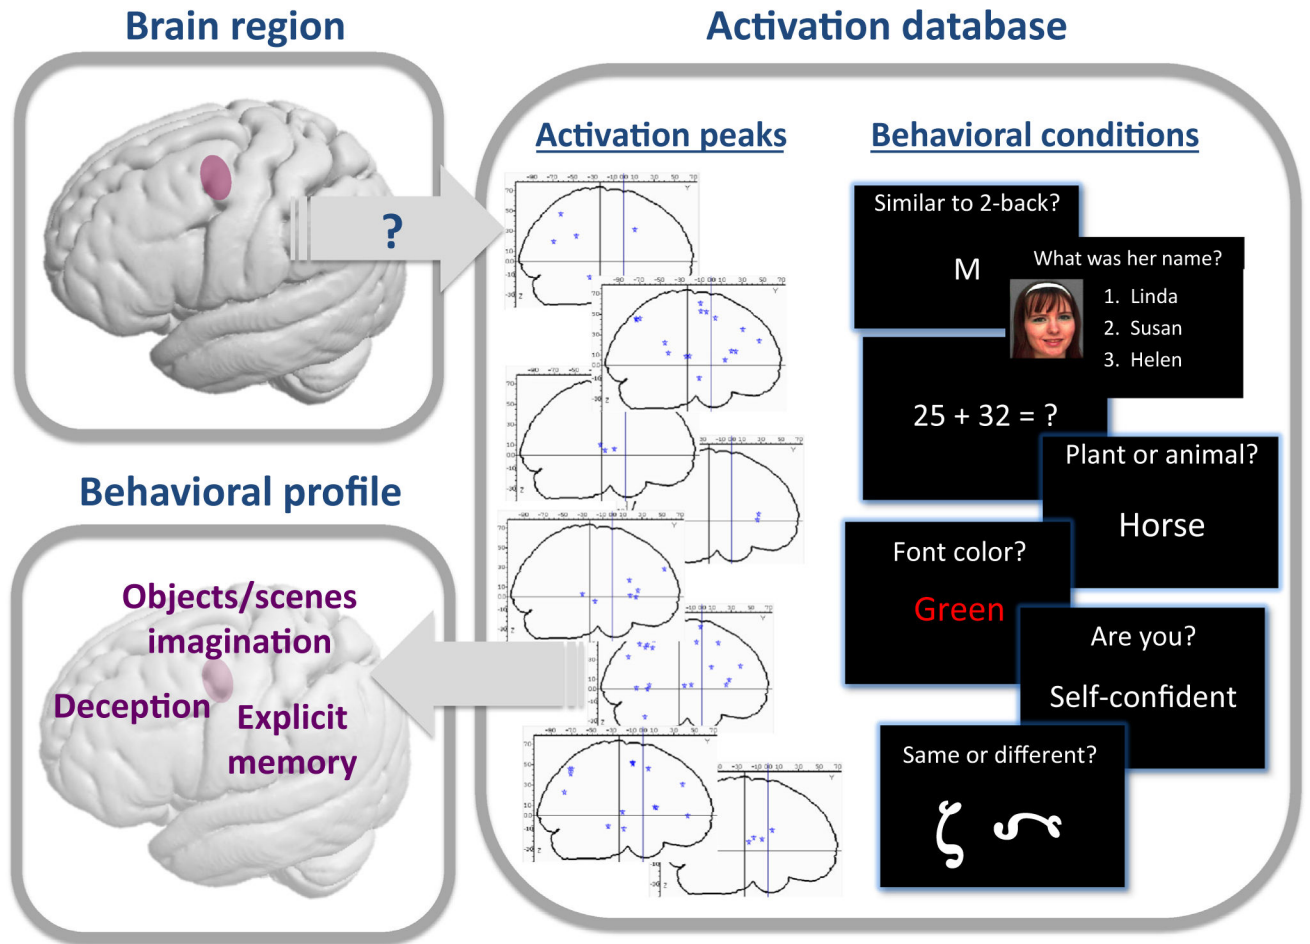 Brain region
Activation database
?
Activation peaks
Behavioral conditions
Similar to 2-back?
M
What was her name?
1. Linda
2. Susan
3. Helen
25 + 32 = ?
Plant or animal?
Horse
Font color?
Green
Are you?
Self-confident
Same or different?
Behavioral profile
Objects/scenes
imagination
Deception
Explicit
memory